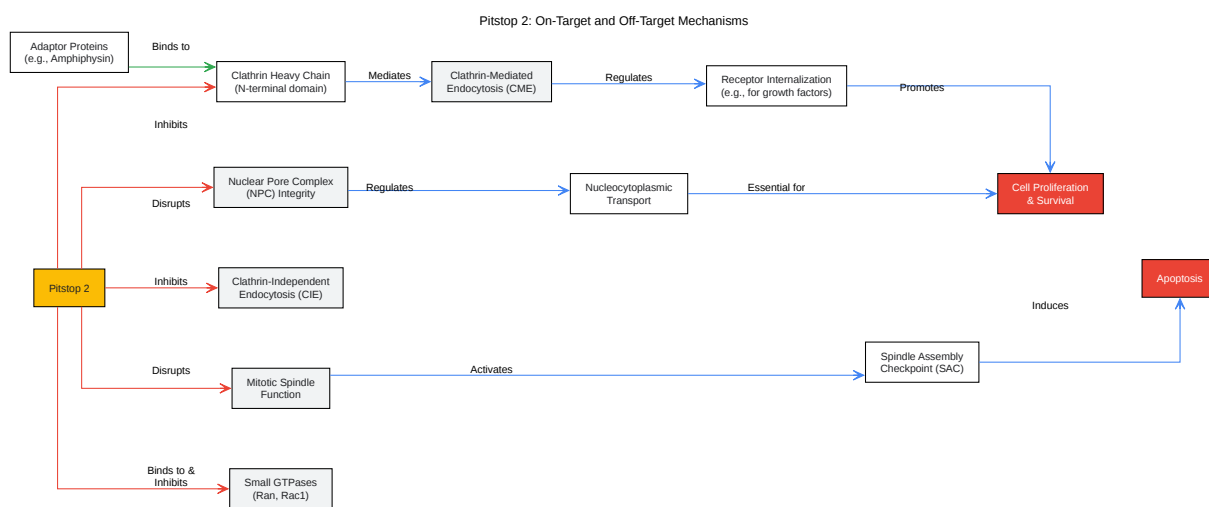 Pitstop 2: On-Target and Off-Target Mechanisms
Adaptor Proteins
(e.g., Amphiphysin)
Binds to
Clathrin Heavy Chain
(N-terminal domain)
Mediates
Clathrin-Mediated
Endocytosis (CME)
Regulates
Receptor Internalization
(e.g., for growth factors)
Promotes
Inhibits
Nuclear Pore Complex
(NPC) Integrity
Regulates
Nucleocytoplasmic
Transport
Essential for
Cell Proliferation
& Survival
Disrupts
Pitstop 2
Inhibits
Clathrin-Independent
Endocytosis (CIE)
Apoptosis
Induces
Spindle Assembly
Checkpoint (SAC)
Disrupts
Mitotic Spindle
Function
Activates
Binds to &
Inhibits
Small GTPases
(Ran, Rac1)